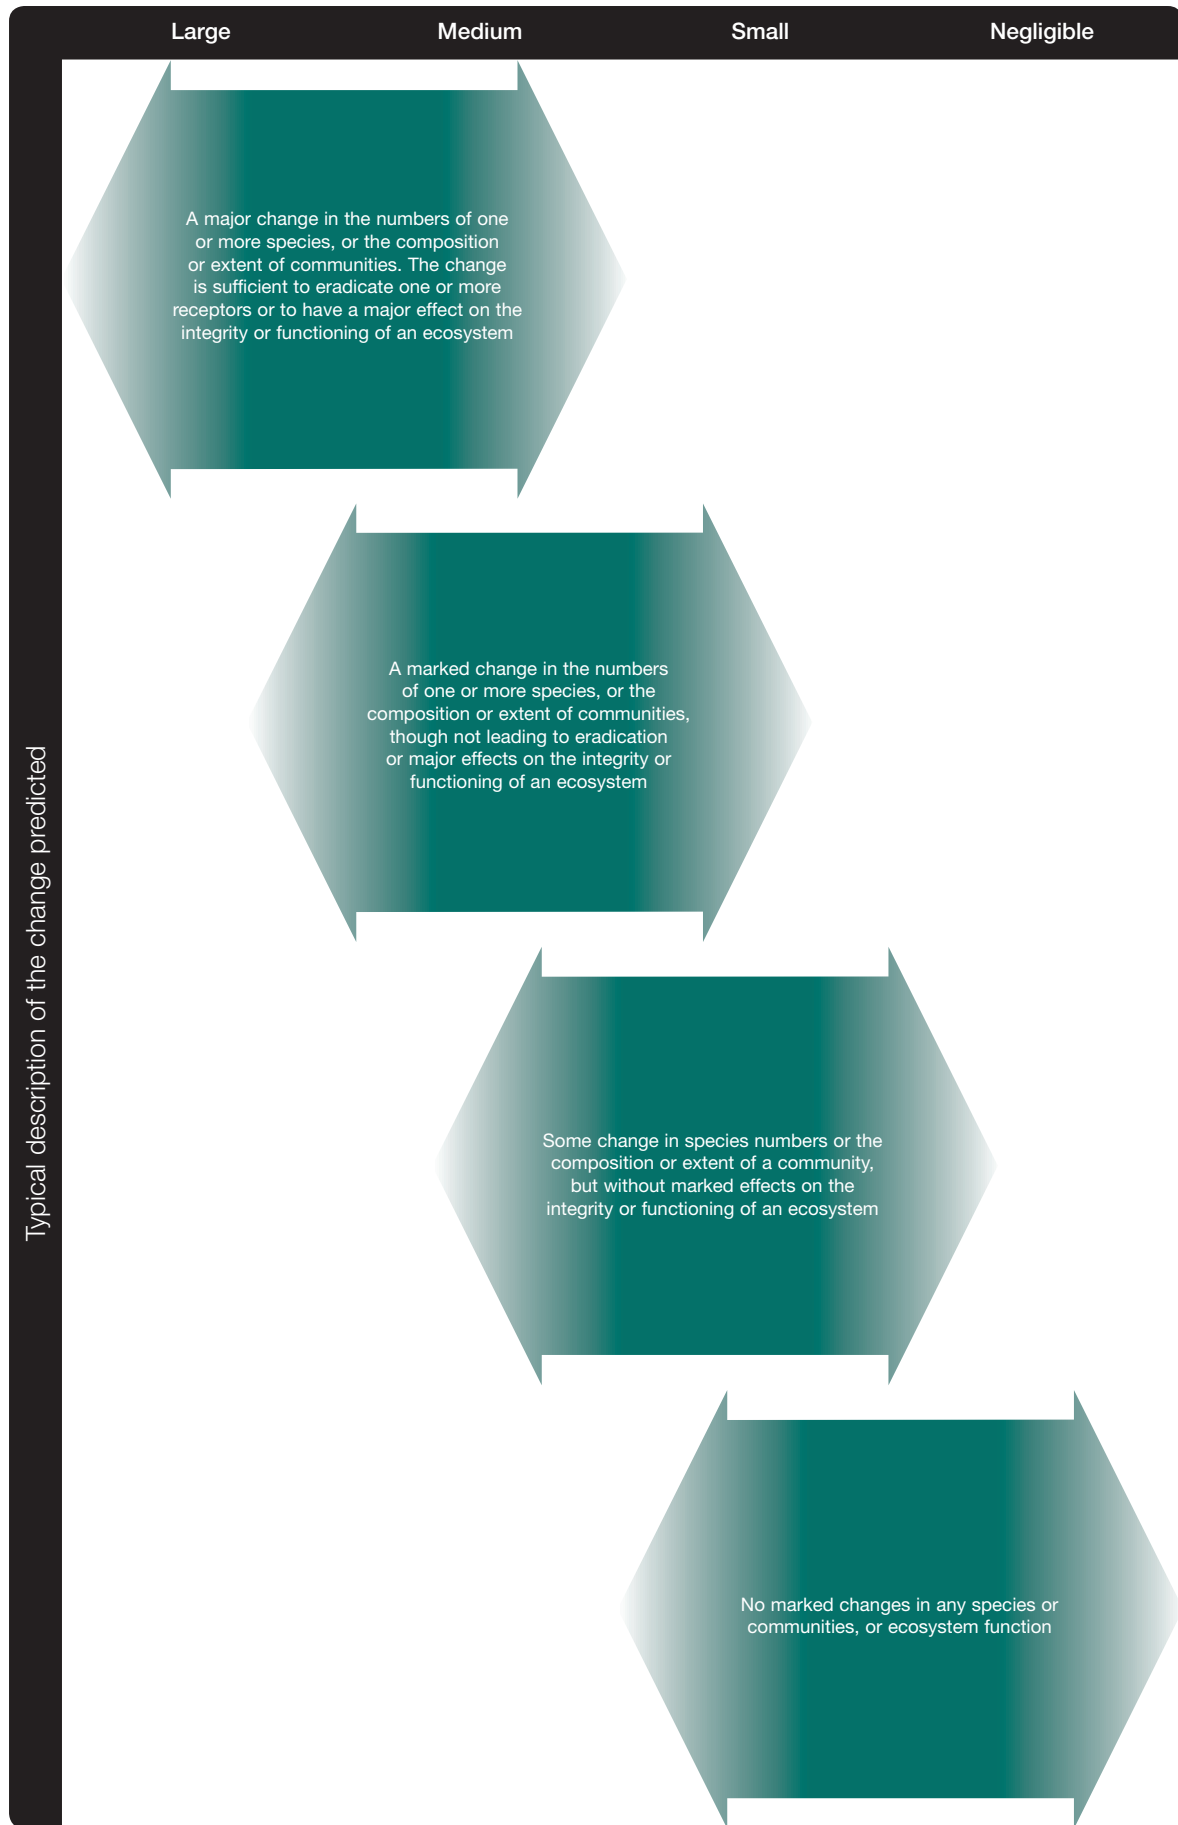 Large Medium Small Negligible
Typical description of the change predicted
A major change in the numbers of one
or more species, or the composition
or extent of communities. The change
is sufficient to eradicate one or more
receptors or to have a major effect on the
integrity or functioning of an ecosystem
A marked change in the numbers
of one or more species, or the
composition or extent of communities,
though not leading to eradication
or major effects on the integrity or
functioning of an ecosystem
Some change in species numbers or the
composition or extent of a community,
but without marked effects on the
integrity or functioning of an ecosystem
No marked changes in any species or
communities, or ecosystem function